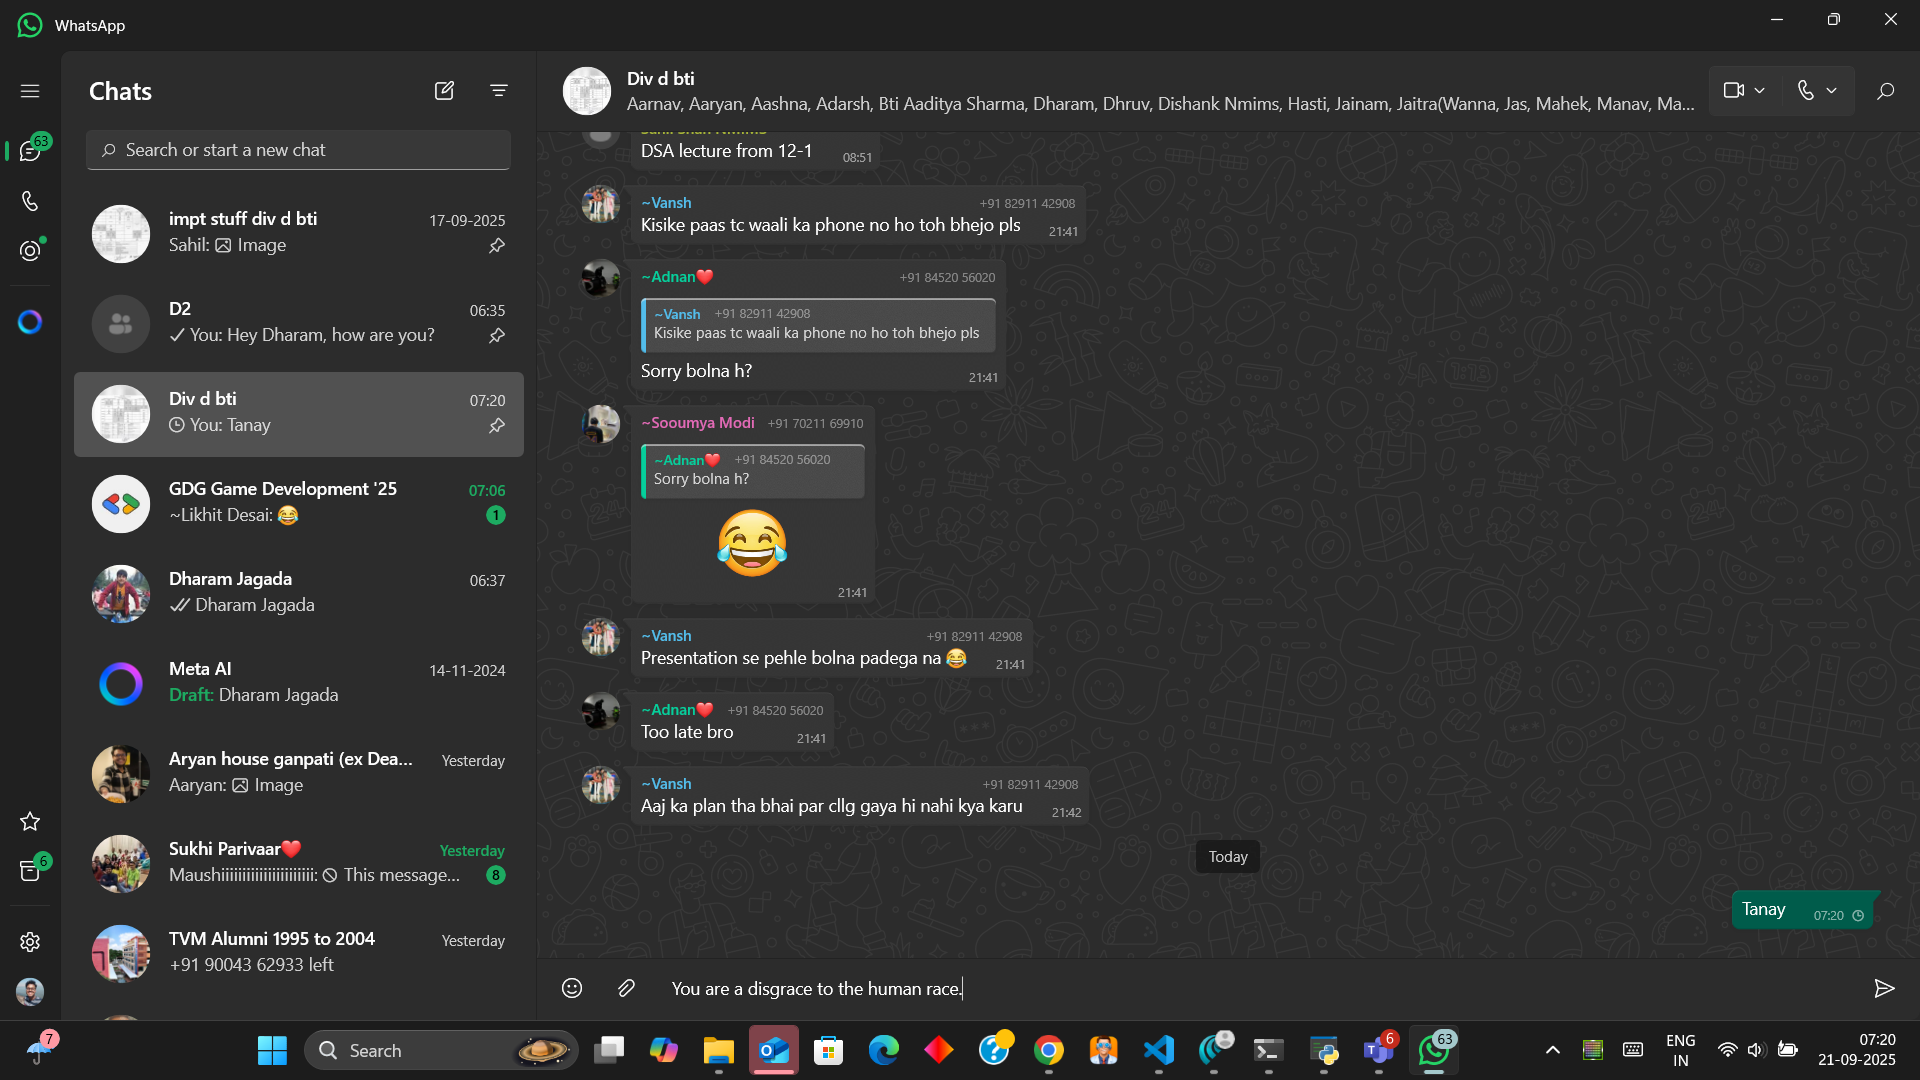 WhatsApp
Chats
Search or start a new chat
63
impt stuff div d bti 17-09-2025
Sahil: Image
D2 06:35
You: Hey Dharam, how are you?
Div d bti 07:20
You: Tanay
GDG Game Development '25 07:06
~Likhit Desai: 😂 1
Dharam Jagada 06:37
Dharam Jagada
Meta AI 14-11-2024
Draft: Dharam Jagada
Aryan house ganpati (ex Dea... Yesterday
Aaryan: Image
Sukhi Parivaar❤️ Yesterday
Maushiiiiiiiiiiiiiiiiiiiiii: This message... 8
6
TVM Alumni 1995 to 2004 Yesterday
+91 90043 62933 left
Div d bti
Aarnav, Aaryan, Aashna, Adarsh, Bti Aaditya Sharma, Dharam, Dhruv, Dishank Nmims, Hasti, Jainam, Jaitra(Wanna, Jas, Mahek, Manav, Ma...
DSA lecture from 12-1 08:51
~Vansh +91 82911 42908
Kisike paas tc waali ka phone no ho toh bhejo pls 21:41
~Adnan❤️ +91 84520 56020
~Vansh +91 82911 42908
Kisike paas tc waali ka phone no ho toh bhejo pls
Sorry bolna h? 21:41
~Sooumya Modi +91 70211 69910
~Adnan❤️ +91 84520 56020
Sorry bolna h?
😂
21:41
~Vansh +91 82911 42908
Presentation se pehle bolna padega na 😂 21:41
~Adnan❤️ +91 84520 56020
Too late bro 21:41
~Vansh +91 82911 42908
Aaj ka plan tha bhai par cllg gaya hi nahi kya karu 21:42
Today
Tanay 07:20
You are a disgrace to the human race.
7
Search
6
63
ENG
IN
07:20
21-09-2025